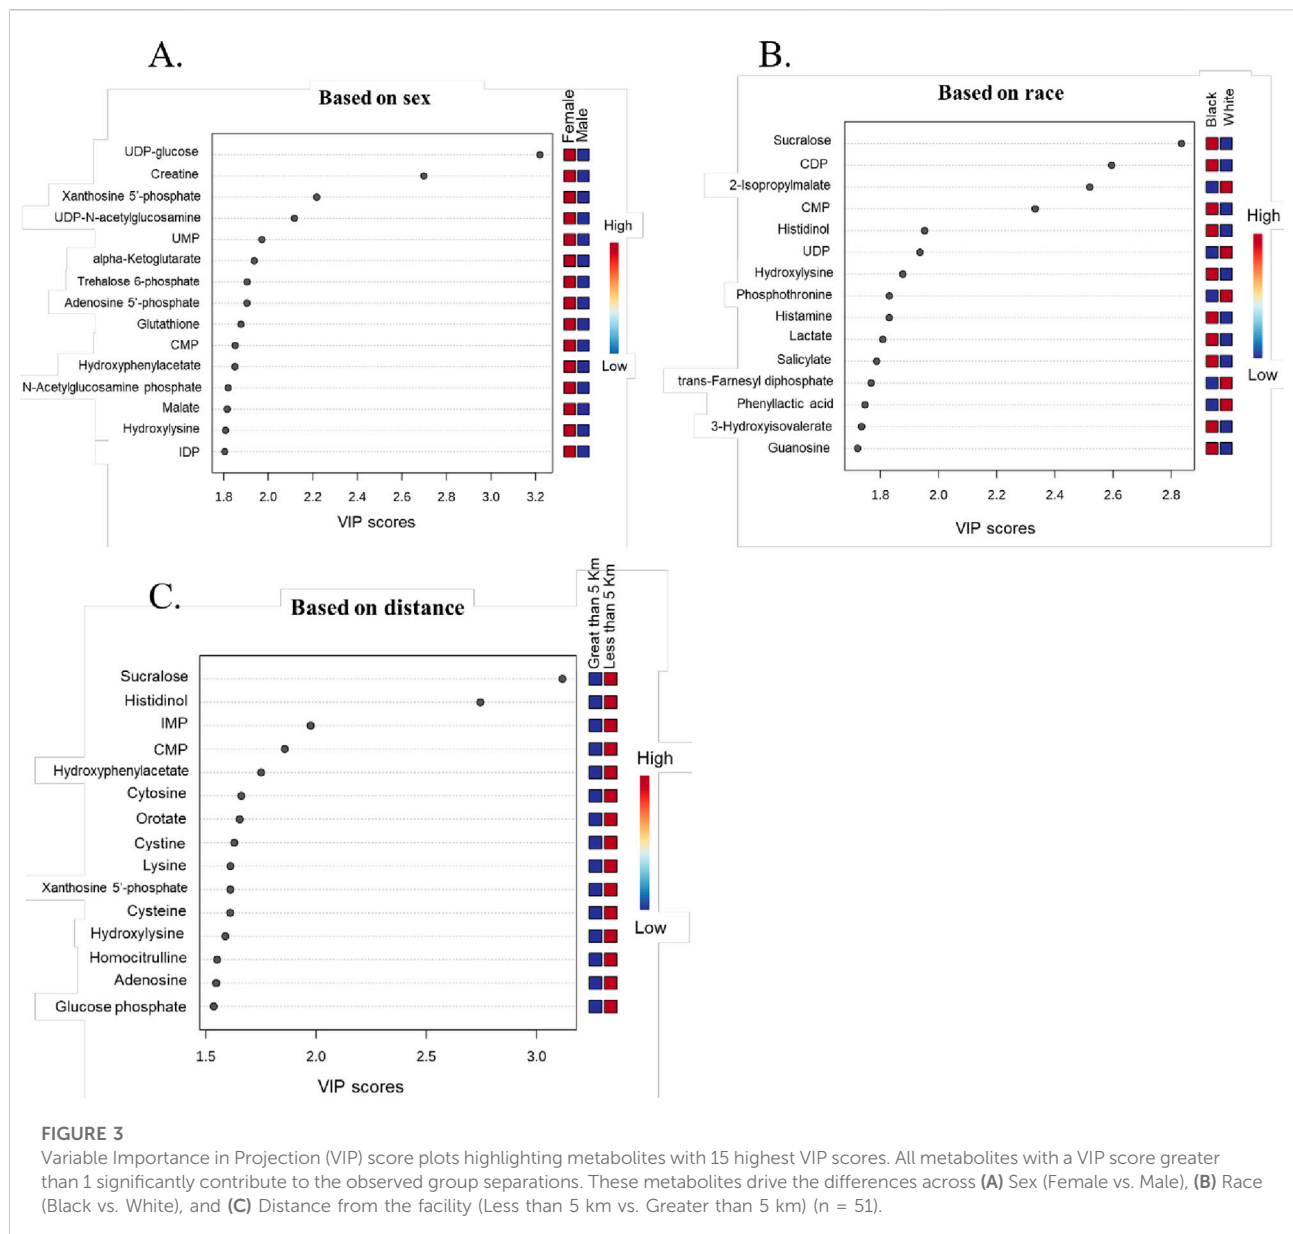 A.
Based on sex
Female
Male
UDP-glucose
Creatine
Xanthosine 5'-phosphate
UDP-N-acetylglucosamine
UMP
alpha-Ketoglutarate
Trehalose 6-phosphate
Adenosine 5'-phosphate
Glutathione
CMP
Hydroxyphenylacetate
N-Acetylglucosamine phosphate
Malate
Hydroxylysine
IDP
High
Low
1.8 2.0 2.2 2.4 2.6 2.8 3.0 3.2
VIP scores
B.
Based on race
Black
White
Sucralose
CDP
2-Isopropylmalate
CMP
Histidinol
UDP
Hydroxylysine
Phosphothronine
Histamine
Lactate
Salicylate
trans-Farnesyl diphosphate
Phenyllactic acid
3-Hydroxyisovalerate
Guanosine
High
Low
1.8 2.0 2.2 2.4 2.6 2.8
VIP scores
C.
Based on distance
Great than 5 Km
Less than 5 Km
Sucralose
Histidinol
IMP
CMP
Hydroxyphenylacetate
Cytosine
Orotate
Cystine
Lysine
Xanthosine 5'-phosphate
Cysteine
Hydroxylysine
Homocitrulline
Adenosine
Glucose phosphate
High
Low
1.5 2.0 2.5 3.0
VIP scores
FIGURE 3
Variable Importance in Projection (VIP) score plots highlighting metabolites with 15 highest VIP scores. All metabolites with a VIP score greater
than 1 significantly contribute to the observed group separations. These metabolites drive the differences across (A) Sex (Female vs. Male), (B) Race
(Black vs. White), and (C) Distance from the facility (Less than 5 km vs. Greater than 5 km) (n = 51).